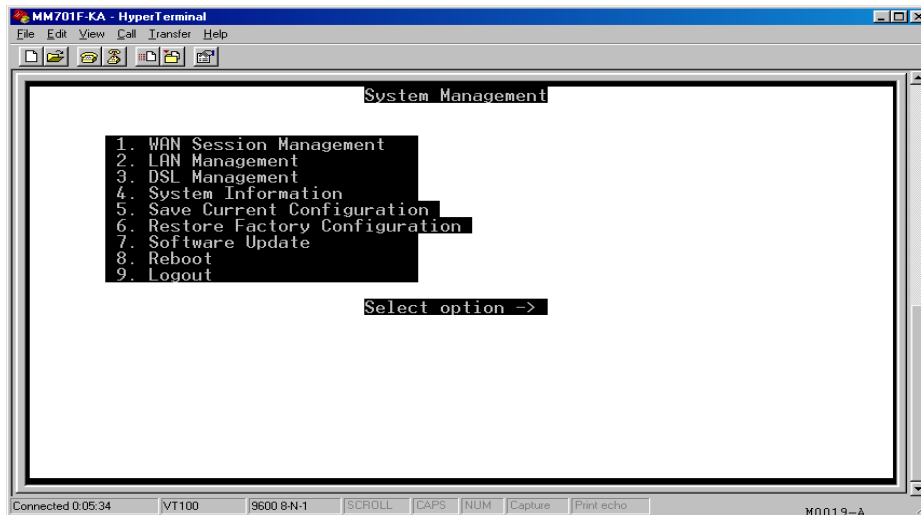 MM701F-KA - HyperTerminal
File Edit View Call Transfer Help
System Management
1. WAN Session Management
2. LAN Management
3. DSL Management
4. System Information
5. Save Current Configuration
6. Restore Factory Configuration
7. Software Update
8. Reboot
9. Logout
Select option ->
Connected 0:05:34 VT100 9600 8-N-1 SCROLL CAPS NUM Capture Print echo
M0019-A